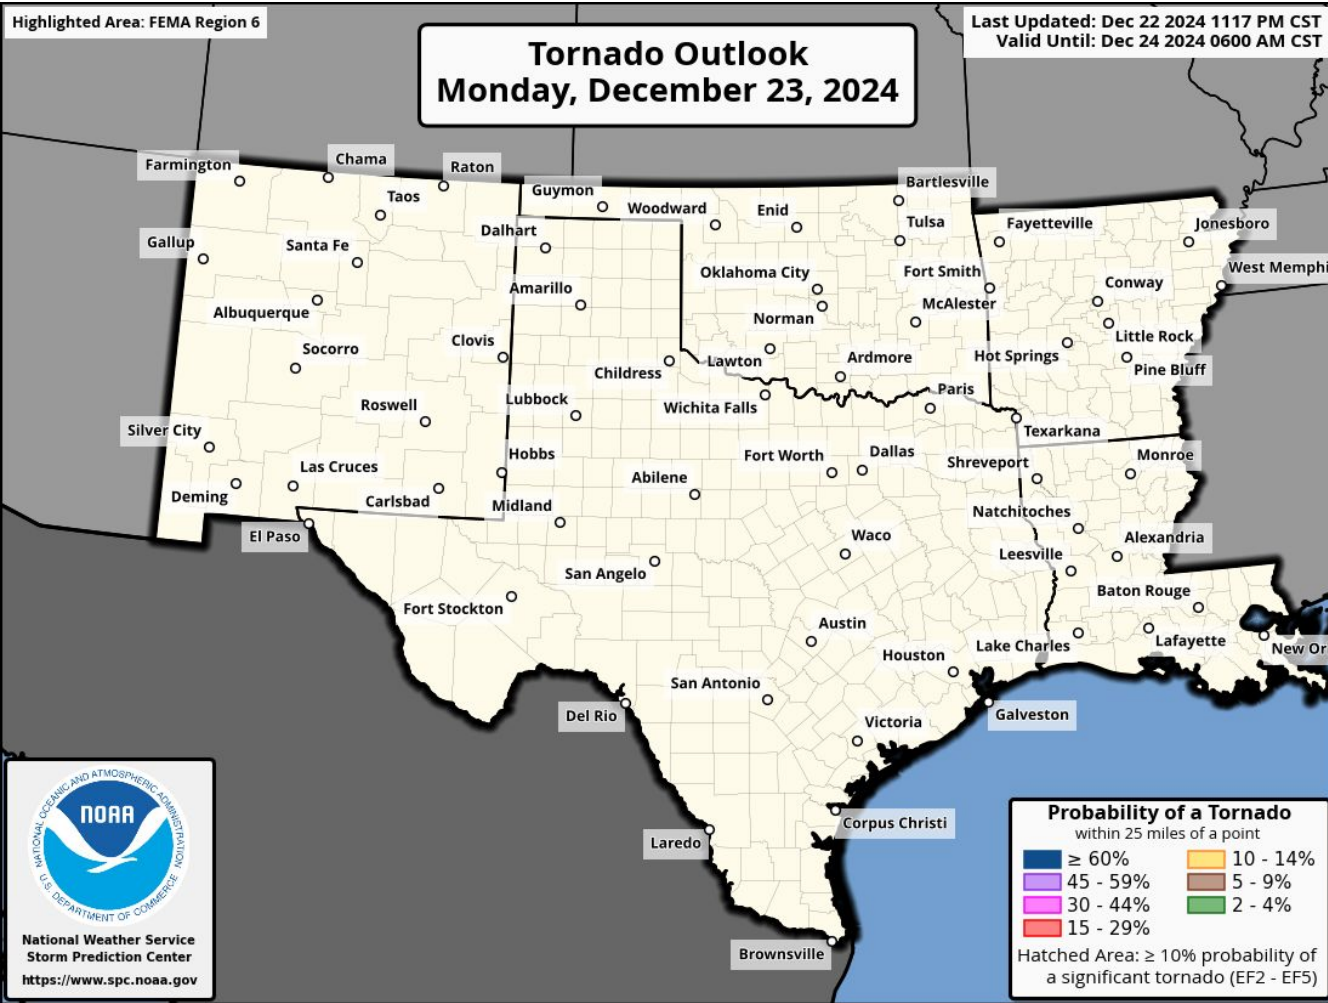 Highlighted Area: FEMA Region 6
Last Updated: Dec 22 2024 1117 PM CST
Valid Until: Dec 24 2024 0600 AM CST
Tornado Outlook
Monday, December 23, 2024
Farmington
Chama
Raton
Taos
Guymon
Woodward
Enid
Bartlesville
Tulsa
Fayetteville
Jonesboro
Gallup
Santa Fe
Dalhart
Oklahoma City
Fort Smith
West Memphi
Albuquerque
Amarillo
Norman
McAlester
Conway
Socorro
Clovis
Childress
Lawton
Ardmore
Hot Springs
Little Rock
Pine Bluff
Roswell
Lubbock
Wichita Falls
Paris
Texarkana
Silver City
Las Cruces
Hobbs
Abilene
Fort Worth
Dallas
Shreveport
Monroe
Deming
Carlsbad
Midland
Natchitoches
El Paso
San Angelo
Waco
Leesville
Alexandria
Fort Stockton
Austin
Baton Rouge
Houston
Lake Charles
Lafayette
New Or
San Antonio
Del Rio
Victoria
Galveston
Laredo
Corpus Christi
Brownsville
NATIONAL OCEANIC AND ATMOSPHERIC ADMINISTRATION
NOAA
U.S. DEPARTMENT OF COMMERCE
National Weather Service
Storm Prediction Center
https://www.spc.noaa.gov
Probability of a Tornado
within 25 miles of a point
≥ 60%
45 - 59%
30 - 44%
15 - 29%
10 - 14%
5 - 9%
2 - 4%
Hatched Area: ≥ 10% probability of
a significant tornado (EF2 - EF5)